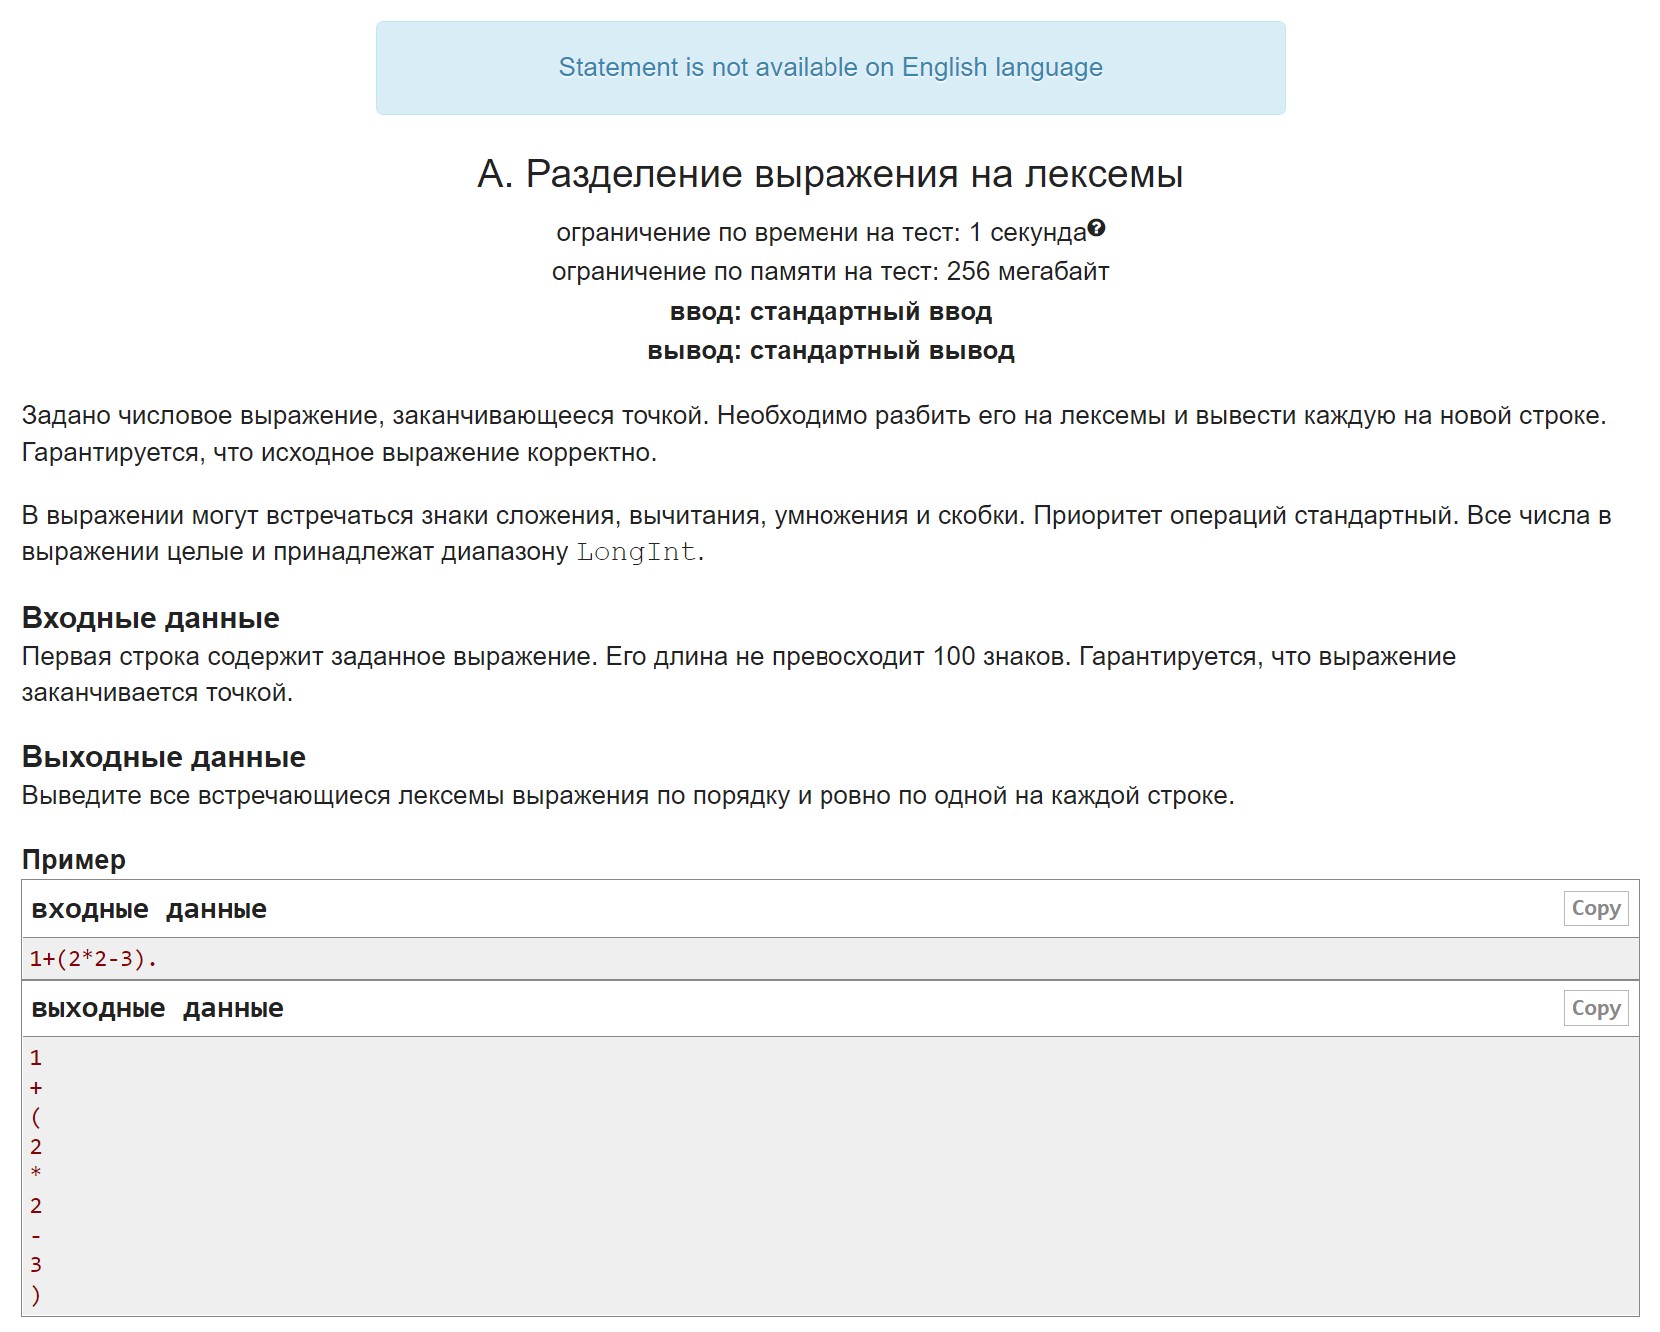 Statement is not available on English language
A. Разделение выражения на лексемы
ограничение по времени на тест: 1 секунда
ограничение по памяти на тест: 256 мегабайт
ввод: стандартный ввод
вывод: стандартный вывод
Задано числовое выражение, заканчивающееся точкой. Необходимо разбить его на лексемы и вывести каждую на новой строке.
Гарантируется, что исходное выражение корректно.
В выражении могут встречаться знаки сложения, вычитания, умножения и скобки. Приоритет операций стандартный. Все числа в
выражении целые и принадлежат диапазону LongInt.
Входные данные
Первая строка содержит заданное выражение. Его длина не превосходит 100 знаков. Гарантируется, что выражение
заканчивается точкой.
Выходные данные
Выведите все встречающиеся лексемы выражения по порядку и ровно по одной на каждой строке.
Пример
входные данные
Copy
1+(2*2-3).
выходные данные
Copy
1
+
(
2
*
2
-
3
)